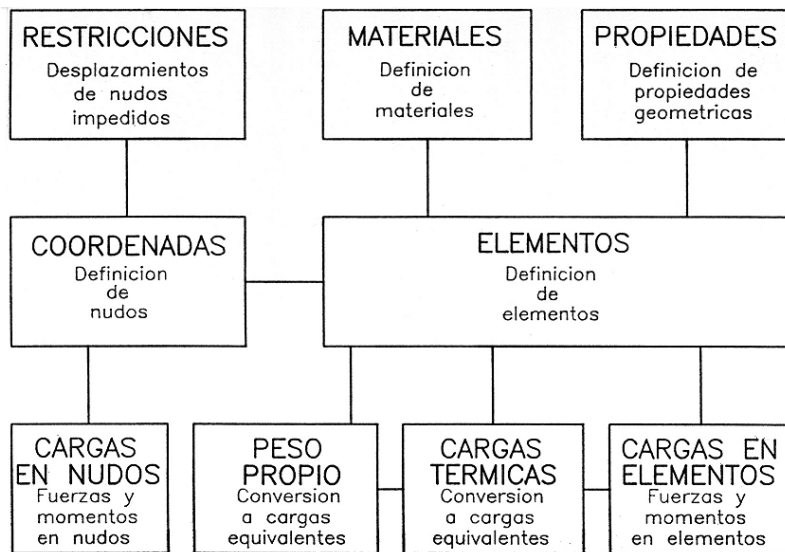 RESTRICCIONES
Desplazamientos
de nudos
impedidos
MATERIALES
Definicion
de
materiales
PROPIEDADES
Definicion de
propiedades
geometricas
COORDENADAS
Definicion
de
nudos
ELEMENTOS
Definicion
de
elementos
CARGAS
EN NUDOS
Fuerzas y
momentos
en nudos
PESO
PROPIO
Conversion
a cargas
equivalentes
CARGAS
TERMICAS
Conversion
a cargas
equivalentes
CARGAS EN
ELEMENTOS
Fuerzas y
momentos
en elementos